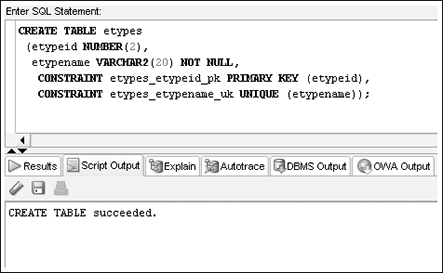 Enter SQL Statement:
CREATE TABLE etypes
(etypeid NUMBER(2),
etypename VARCHAR2(20) NOT NULL,
CONSTRAINT etypes_etypeid_pk PRIMARY KEY (etypeid),
CONSTRAINT etypes_etypename_uk UNIQUE (etypename));
Results Script Output Explain Autotrace DBMS Output OWA Output
CREATE TABLE succeeded.